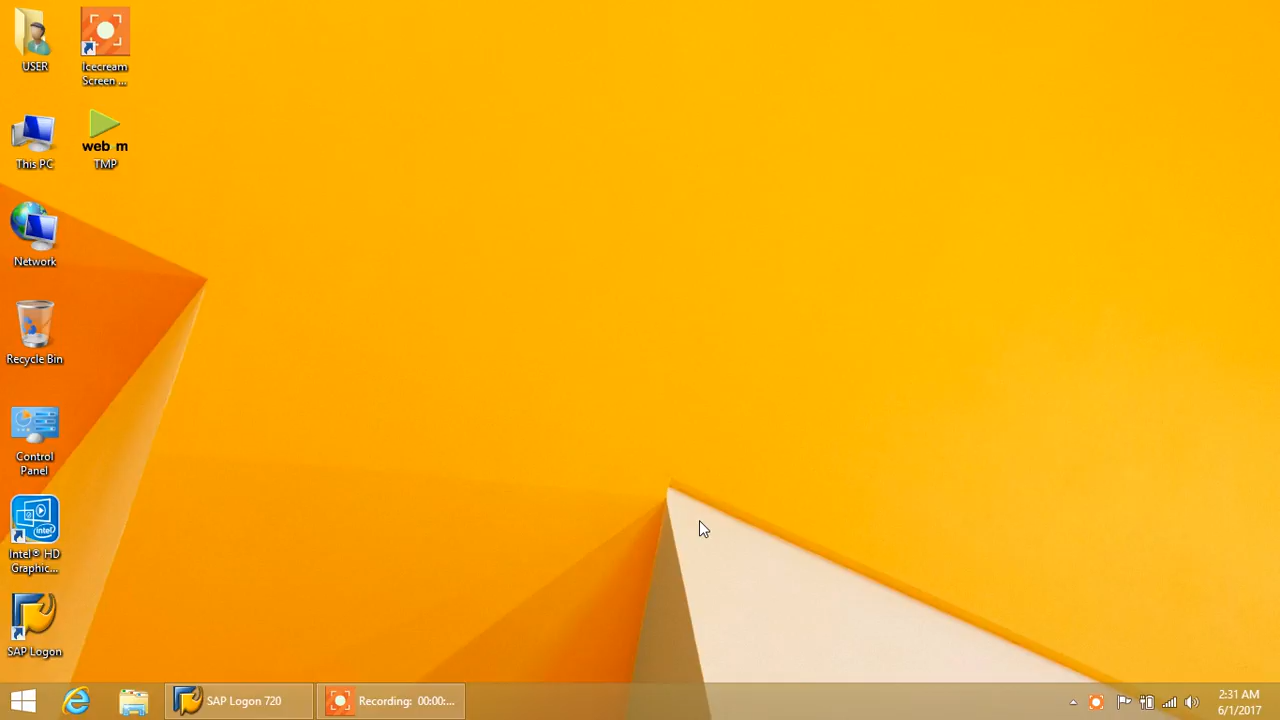 USER
Icecream
Screen ...
This PC
web m
TMP
Network
Recycle Bin
Control
Panel
intel
Intel® HD
Graphic...
SAP Logon
SAP Logon 720
Recording: 00:00:...
2:31 AM
6/1/2017